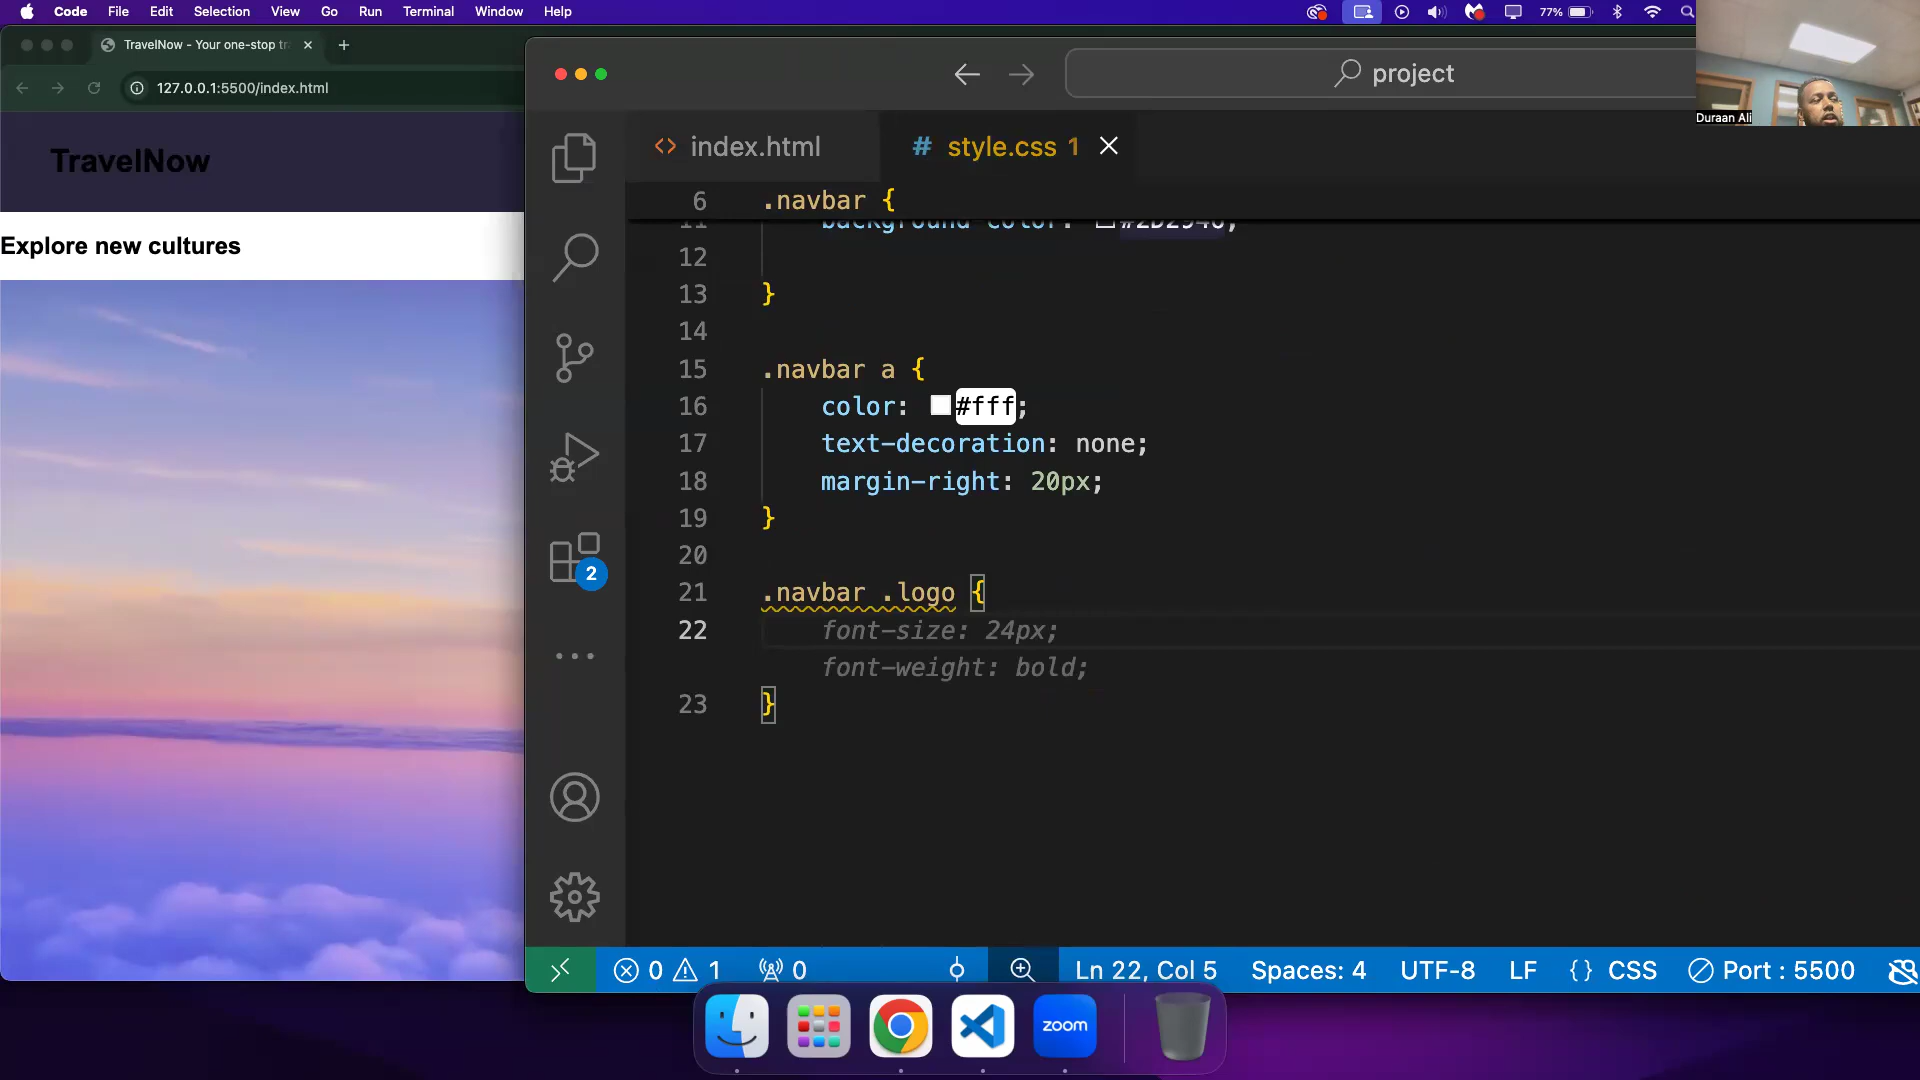 Code File Edit Selection View Go Run Terminal Window Help 77%
TravelNow - Your one-stop tr
127.0.0.1:5500/index.html
TravelNow
Explore new cultures
project
Duraan Ali
index.html
# style.css 1
6 .navbar {
11 background-color: #2D2946;
12
13 }
14
15 .navbar a {
16 color: #fff;
17 text-decoration: none;
18 margin-right: 20px;
19 }
20
21 .navbar .logo {
22 font-size: 24px;
font-weight: bold;
23 }
2
0 1 0 Ln 22, Col 5 Spaces: 4 UTF-8 LF {} CSS Port : 5500
zoom